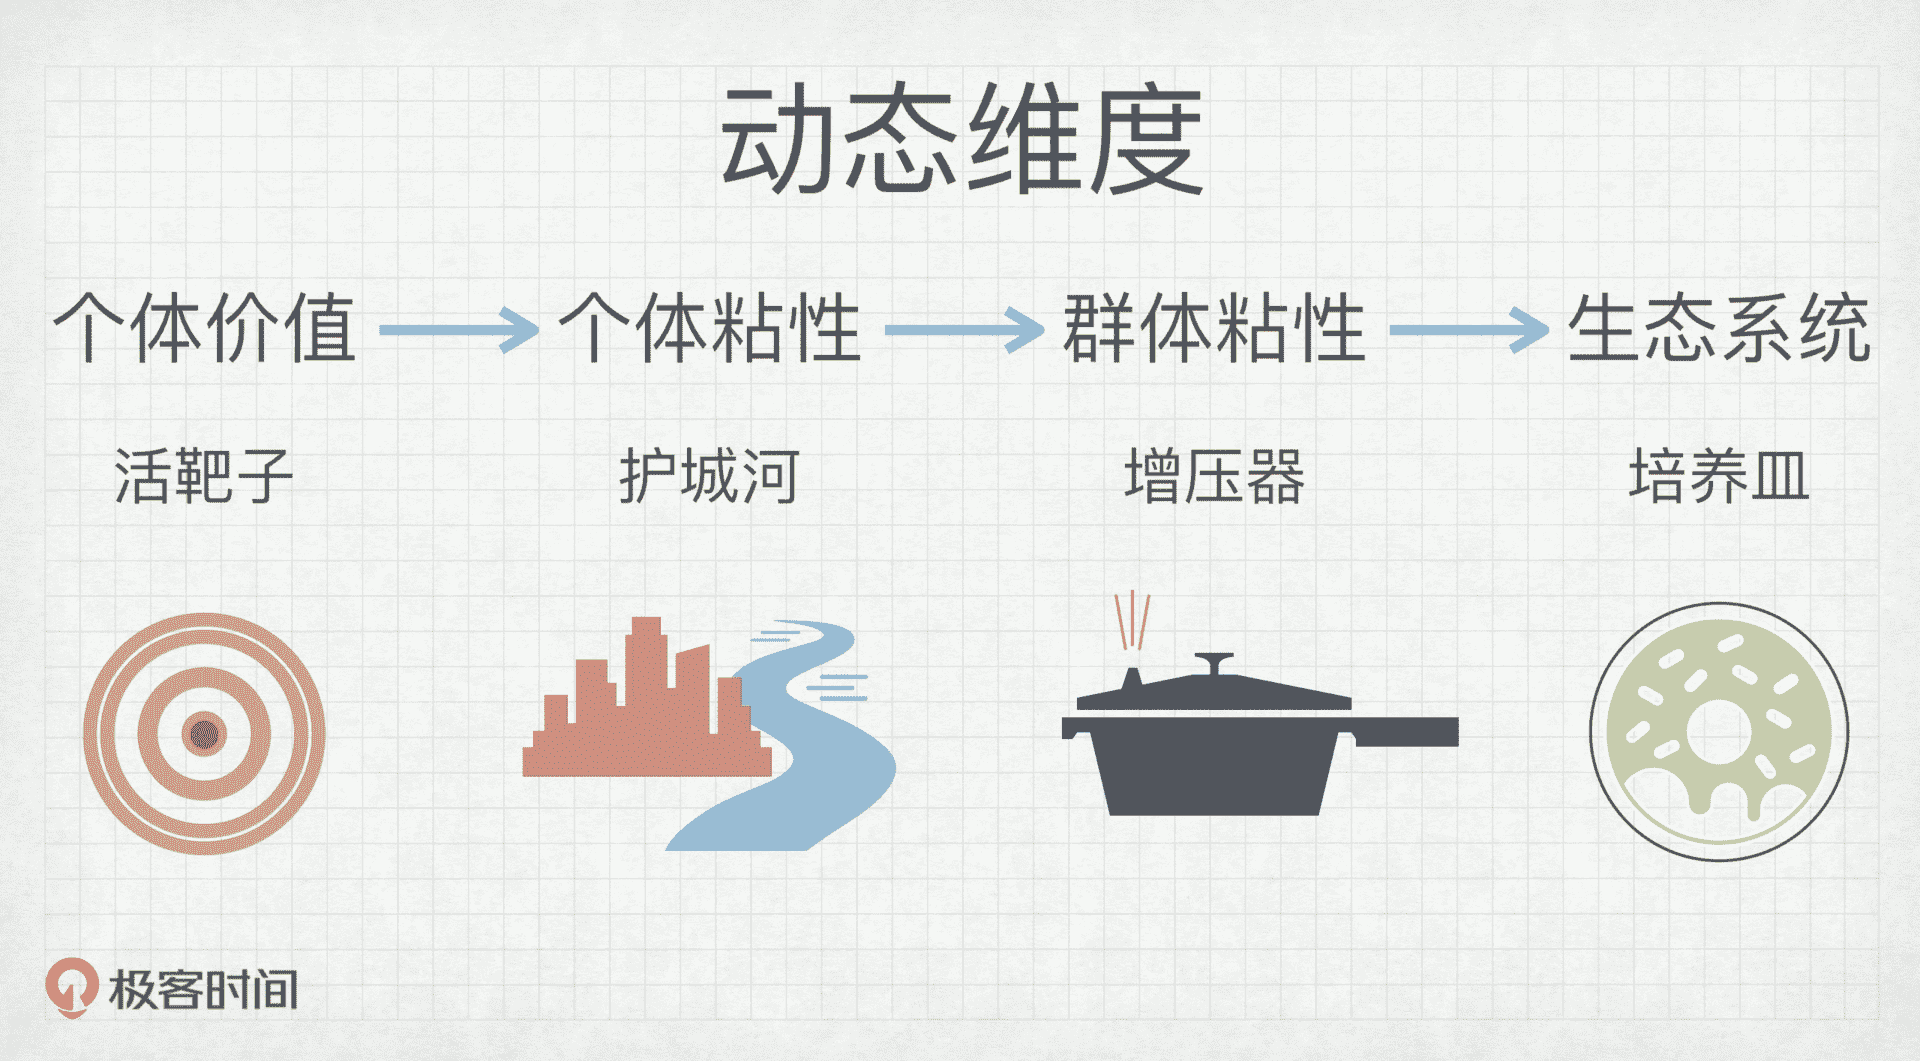 动态维度
个体价值 → 个体粘性 → 群体粘性 → 生态系统
活靶子 护城河 增压器 培养皿
极客时间